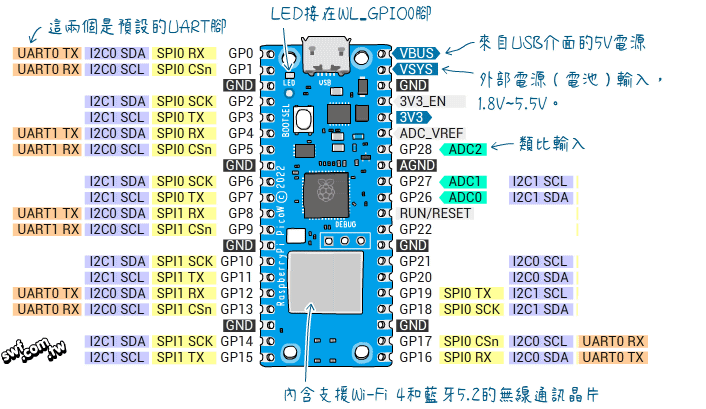 這兩個是預設的UART腳
LED接在WL_GPIO0腳
UART0 TX I2C0 SDA SPI0 RX GP0 VBUS 來自USB介面的5V電源
UART0 RX I2C0 SCL SPI0 CSn GP1 VSYS 外部電源（電池）輸入，
1.8V~5.5V。
GND LED USB GND
I2C1 SDA SPI0 SCK GP2 3V3_EN
I2C1 SCL SPI0 TX GP3 BOOTSEL 3V3
UART1 TX I2C0 SDA SPI0 RX GP4 ADC_VREF
UART1 RX I2C0 SCL SPI0 CSn GP5 GP28 ADC2 類比輸入
GND AGND
I2C1 SDA SPI0 SCK GP6 GP27 ADC1 I2C1 SCL
I2C1 SCL SPI0 TX GP7 GP26 ADC0 I2C1 SDA
UART1 TX I2C0 SDA SPI1 RX GP8 RUN/RESET
UART1 RX I2C0 SCL SPI1 CSn GP9 DEBUG GP22
RaspberryPi PicoW © 2022
GND GND
I2C1 SDA SPI1 SCK GP10 GP21 I2C0 SCL
I2C1 SCL SPI1 TX GP11 GP20 I2C0 SDA
UART0 TX I2C0 SDA SPI1 RX GP12 GP19 SPI0 TX I2C1 SCL
UART0 RX I2C0 SCL SPI1 CSn GP13 GP18 SPI0 SCK I2C1 SDA
GND GND
I2C1 SDA SPI1 SCK GP14 GP17 SPI0 CSn I2C0 SCL UART0 RX
I2C1 SCL SPI1 TX GP15 GP16 SPI0 RX I2C0 SDA UART0 TX
swf.com.tw
內含支援Wi-Fi 4和藍牙5.2的無線通訊晶片